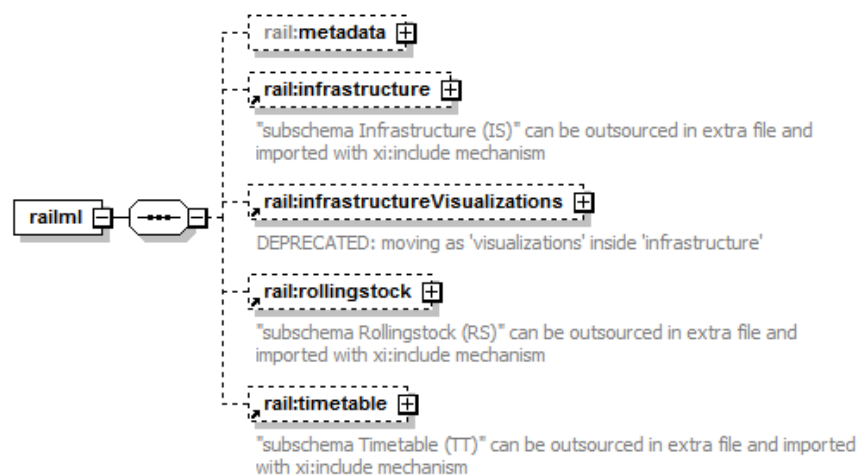 rail:metadata
rail:infrastructure
"subschema Infrastructure (IS)" can be outsourced in extra file and
imported with xi:include mechanism
railml
rail:infrastructureVisualizations
DEPRECATED: moving as 'visualizations' inside 'infrastructure'
rail:rollingstock
"subschema Rollingstock (RS)" can be outsourced in extra file and
imported with xi:include mechanism
rail:timetable
"subschema Timetable (TT)" can be outsourced in extra file and imported
with xi:include mechanism